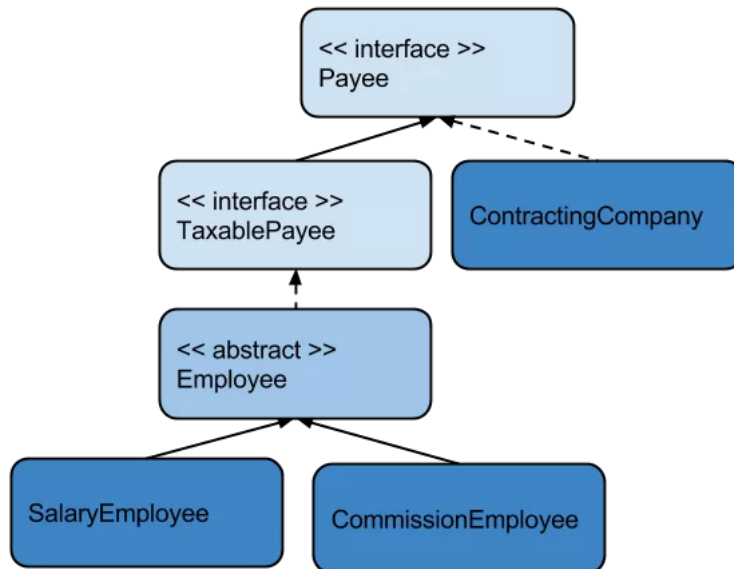 << interface >>
Payee
<< interface >>
TaxablePayee
ContractingCompany
<< abstract >>
Employee
SalaryEmployee
CommissionEmployee